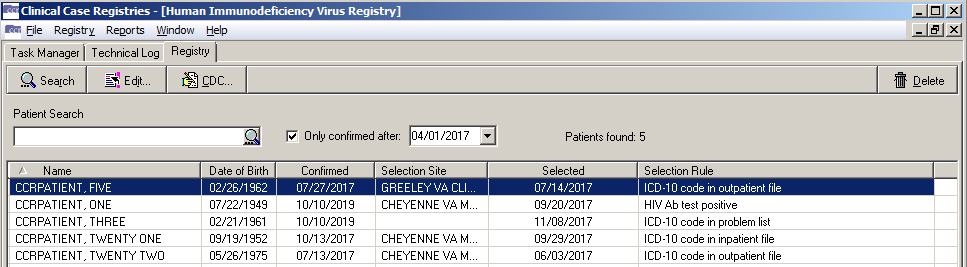 Clinical Case Registries - [Human Immunodeficiency Virus Registry]
File Registry Reports Window Help
Task Manager Technical Log Registry
Search Edit... CDC... Delete
Patient Search
Only confirmed after: 04/01/2017 Patients found: 5
Name Date of Birth Confirmed Selection Site Selected Selection Rule
CCRPATIENT, FIVE 02/26/1962 07/27/2017 GREELEY VA CLI... 07/14/2017 ICD-10 code in outpatient file
CCRPATIENT, ONE 07/22/1949 10/10/2019 CHEYENNE VA M... 09/20/2017 HIV Ab test positive
CCRPATIENT, THREE 02/21/1961 10/10/2019 11/08/2017 ICD-10 code in problem list
CCRPATIENT, TWENTY ONE 09/19/1952 10/13/2017 CHEYENNE VA M... 09/29/2017 ICD-10 code in inpatient file
CCRPATIENT, TWENTY TWO 05/26/1975 07/13/2017 CHEYENNE VA M... 06/03/2017 ICD-10 code in outpatient file